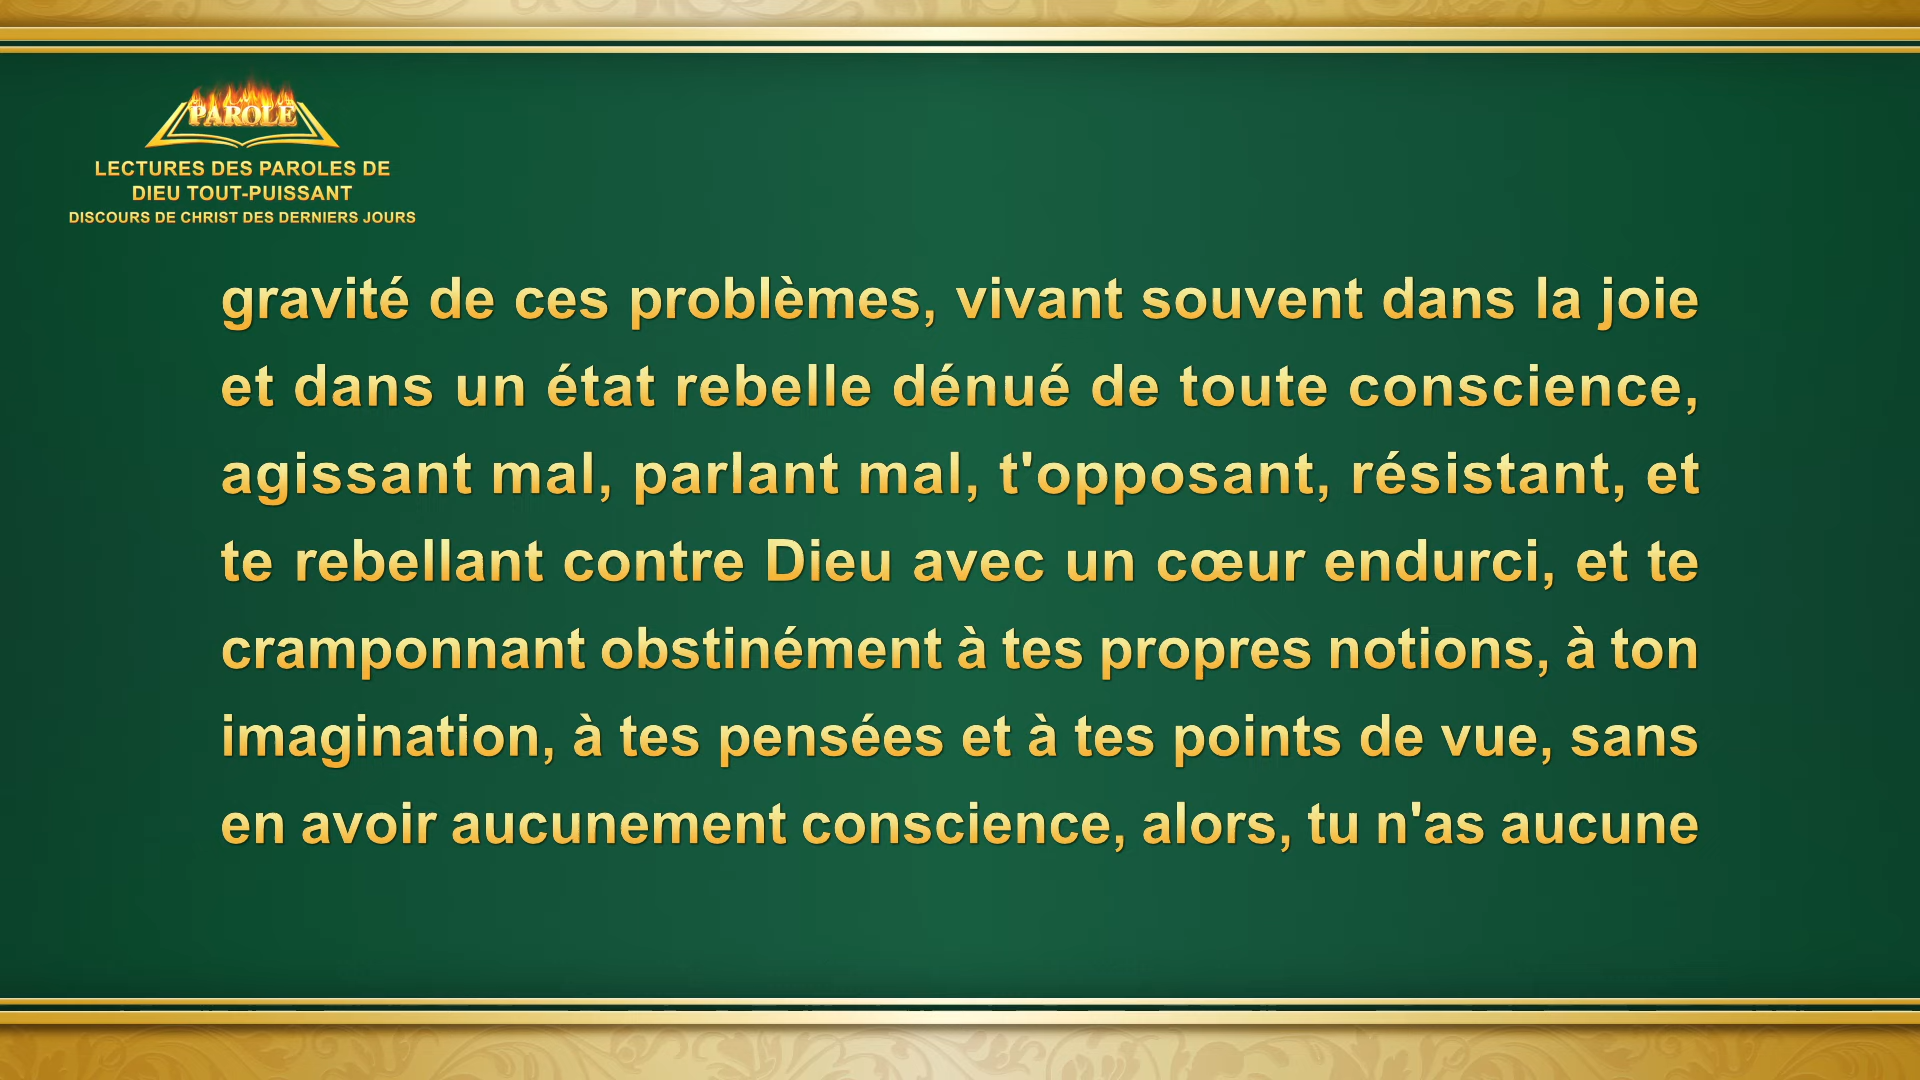 PAROLE
LECTURES DES PAROLES DE
DIEU TOUT-PUISSANT
DISCOURS DE CHRIST DES DERNIERS JOURS
gravité de ces problèmes, vivant souvent dans la joie
et dans un état rebelle dénué de toute conscience,
agissant mal, parlant mal, t'opposant, résistant, et
te rebellant contre Dieu avec un cœur endurci, et te
cramponnant obstinément à tes propres notions, à ton
imagination, à tes pensées et à tes points de vue, sans
en avoir aucunement conscience, alors, tu n'as aucune